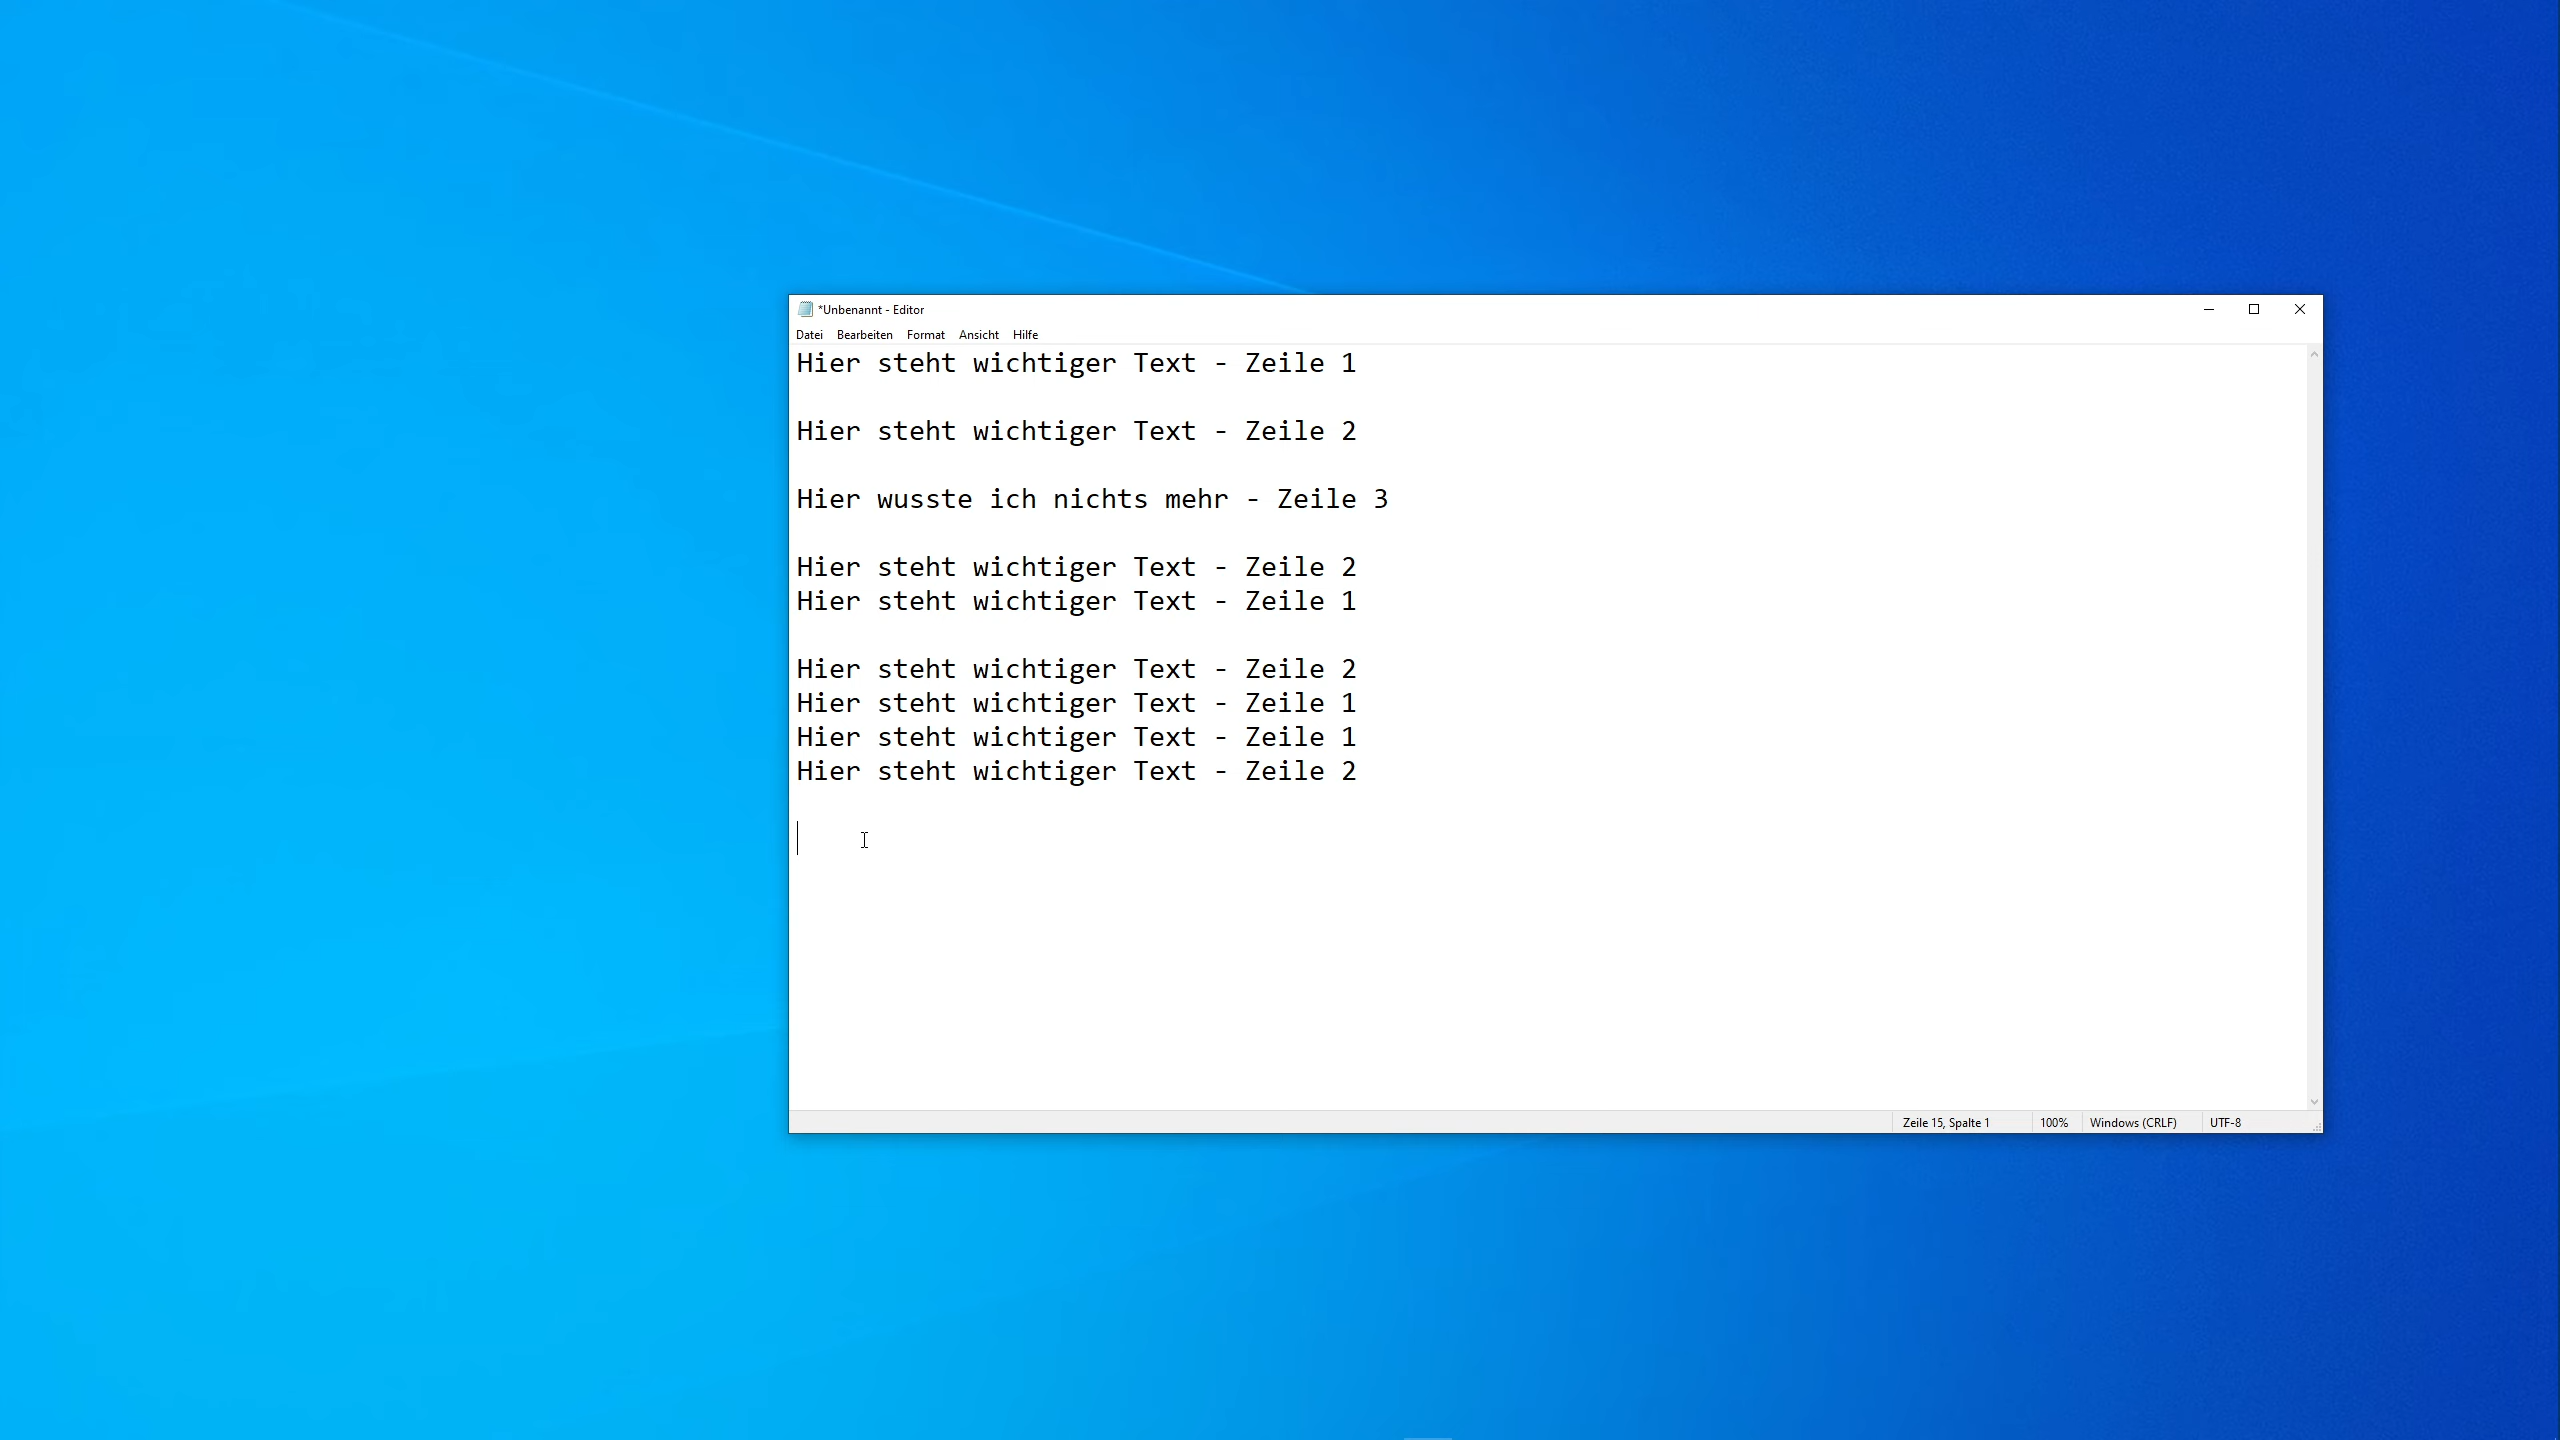 *Unbenannt - Editor
Datei Bearbeiten Format Ansicht Hilfe
Hier steht wichtiger Text - Zeile 1
Hier steht wichtiger Text - Zeile 2
Hier wusste ich nichts mehr - Zeile 3
Hier steht wichtiger Text - Zeile 2
Hier steht wichtiger Text - Zeile 1
Hier steht wichtiger Text - Zeile 2
Hier steht wichtiger Text - Zeile 1
Hier steht wichtiger Text - Zeile 1
Hier steht wichtiger Text - Zeile 2
Zeile 15, Spalte 1 100% Windows (CRLF) UTF-8